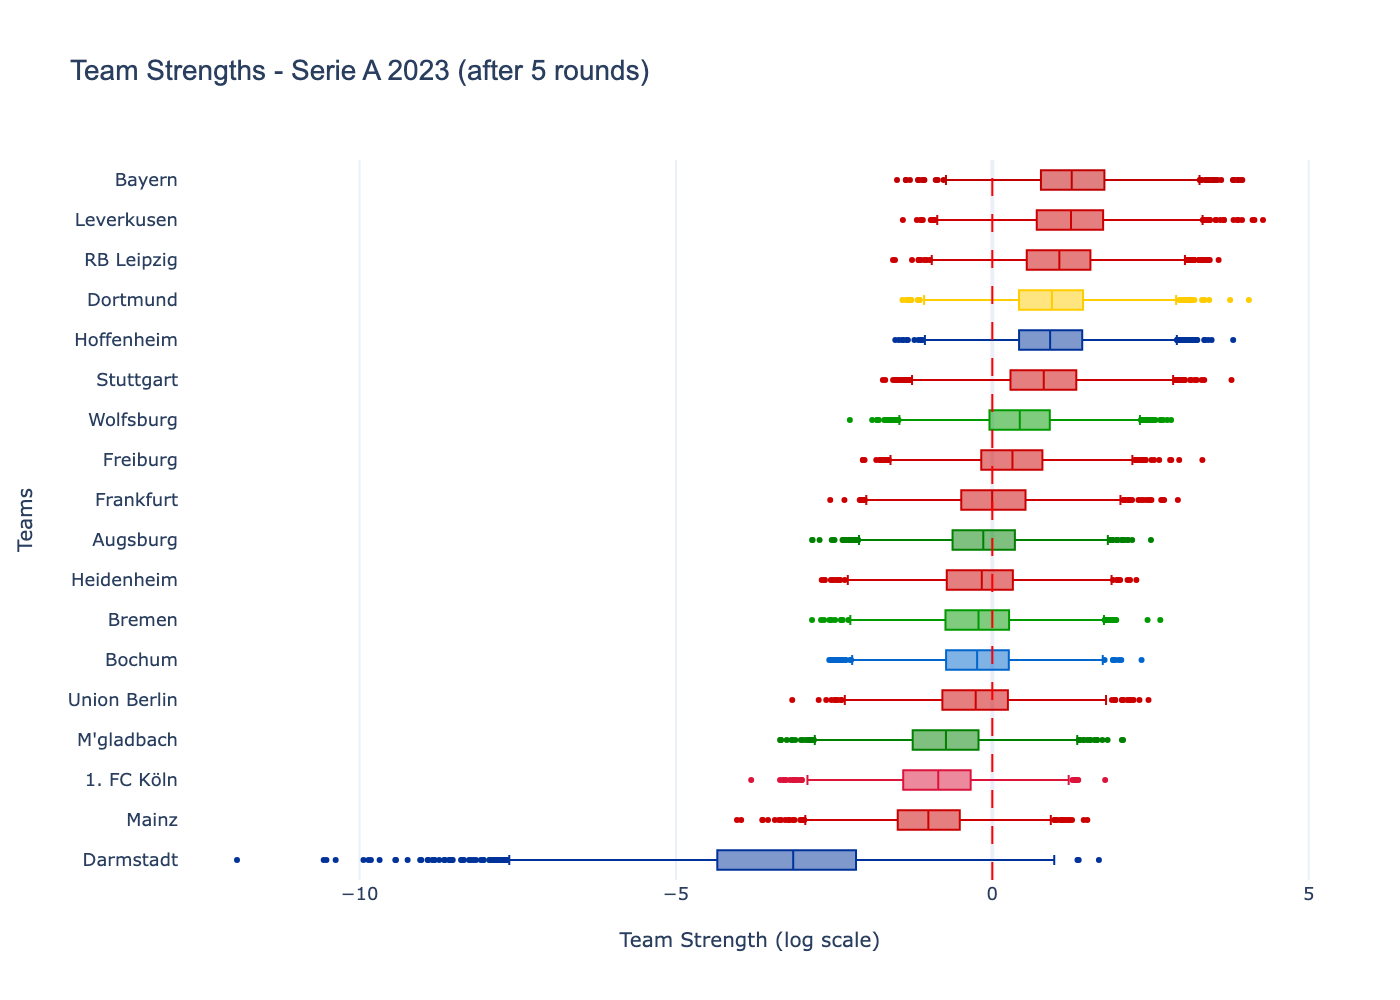 Team Strengths - Serie A 2023 (after 5 rounds)
Teams
Bayern
Leverkusen
RB Leipzig
Dortmund
Hoffenheim
Stuttgart
Wolfsburg
Freiburg
Frankfurt
Augsburg
Heidenheim
Bremen
Bochum
Union Berlin
M'gladbach
1. FC Köln
Mainz
Darmstadt
−10 −5 0 5
Team Strength (log scale)